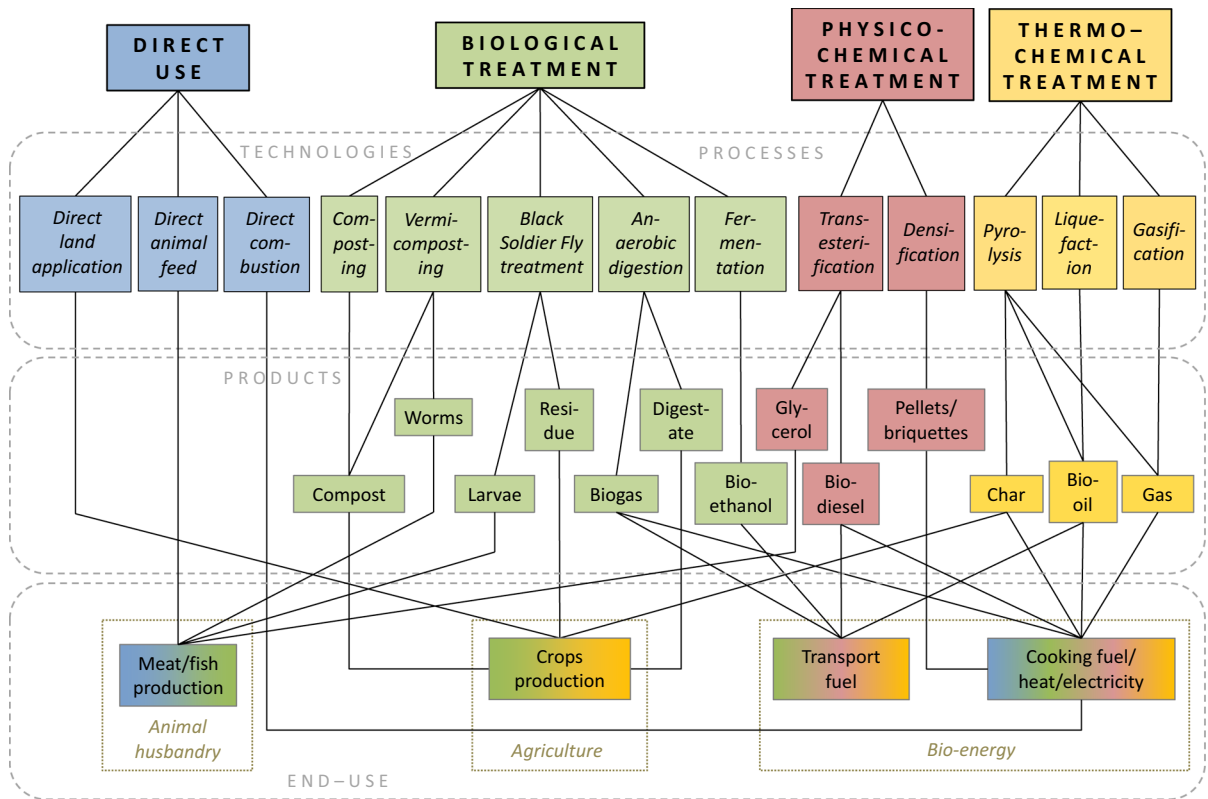 DIRECT
USE
BIOLOGICAL
TREATMENT
PHYSICO-
CHEMICAL
TREATMENT
THERMO–
CHEMICAL
TREATMENT
TECHNOLOGIES
PROCESSES
Direct
land
application
Direct
animal
feed
Direct
com-
bustion
Com-
post-
ing
Vermi-
compost-
ing
Black
Soldier Fly
treatment
An-
aerobic
digestion
Fer-
men-
tation
Trans-
esteri-
fication
Densi-
fication
Pyro-
lysis
Lique-
fact-
ion
Gasifi-
cation
PRODUCTS
Worms
Resi-
due
Digest-
ate
Gly-
cerol
Pellets/
briquettes
Compost
Larvae
Biogas
Bio-
ethanol
Bio-
diesel
Char
Bio-
oil
Gas
Meat/fish
production
Crops
production
Transport
fuel
Cooking fuel/
heat/electricity
Animal
husbandry
Agriculture
Bio-energy
END–USE